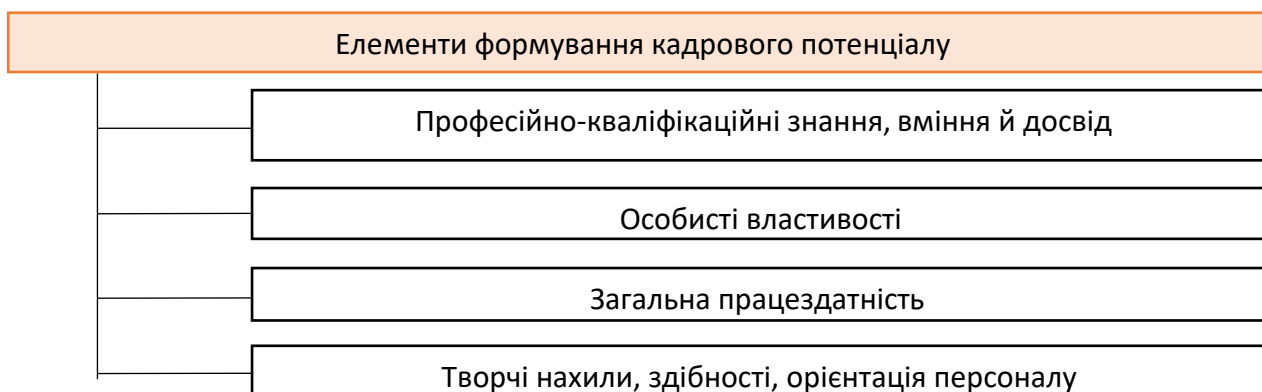 Елементи формування кадрового потенціалу
Професійно-кваліфікаційні знання, вміння й досвід
Особисті властивості
Загальна працездатність
Творчі нахили, здібності, орієнтація персоналу